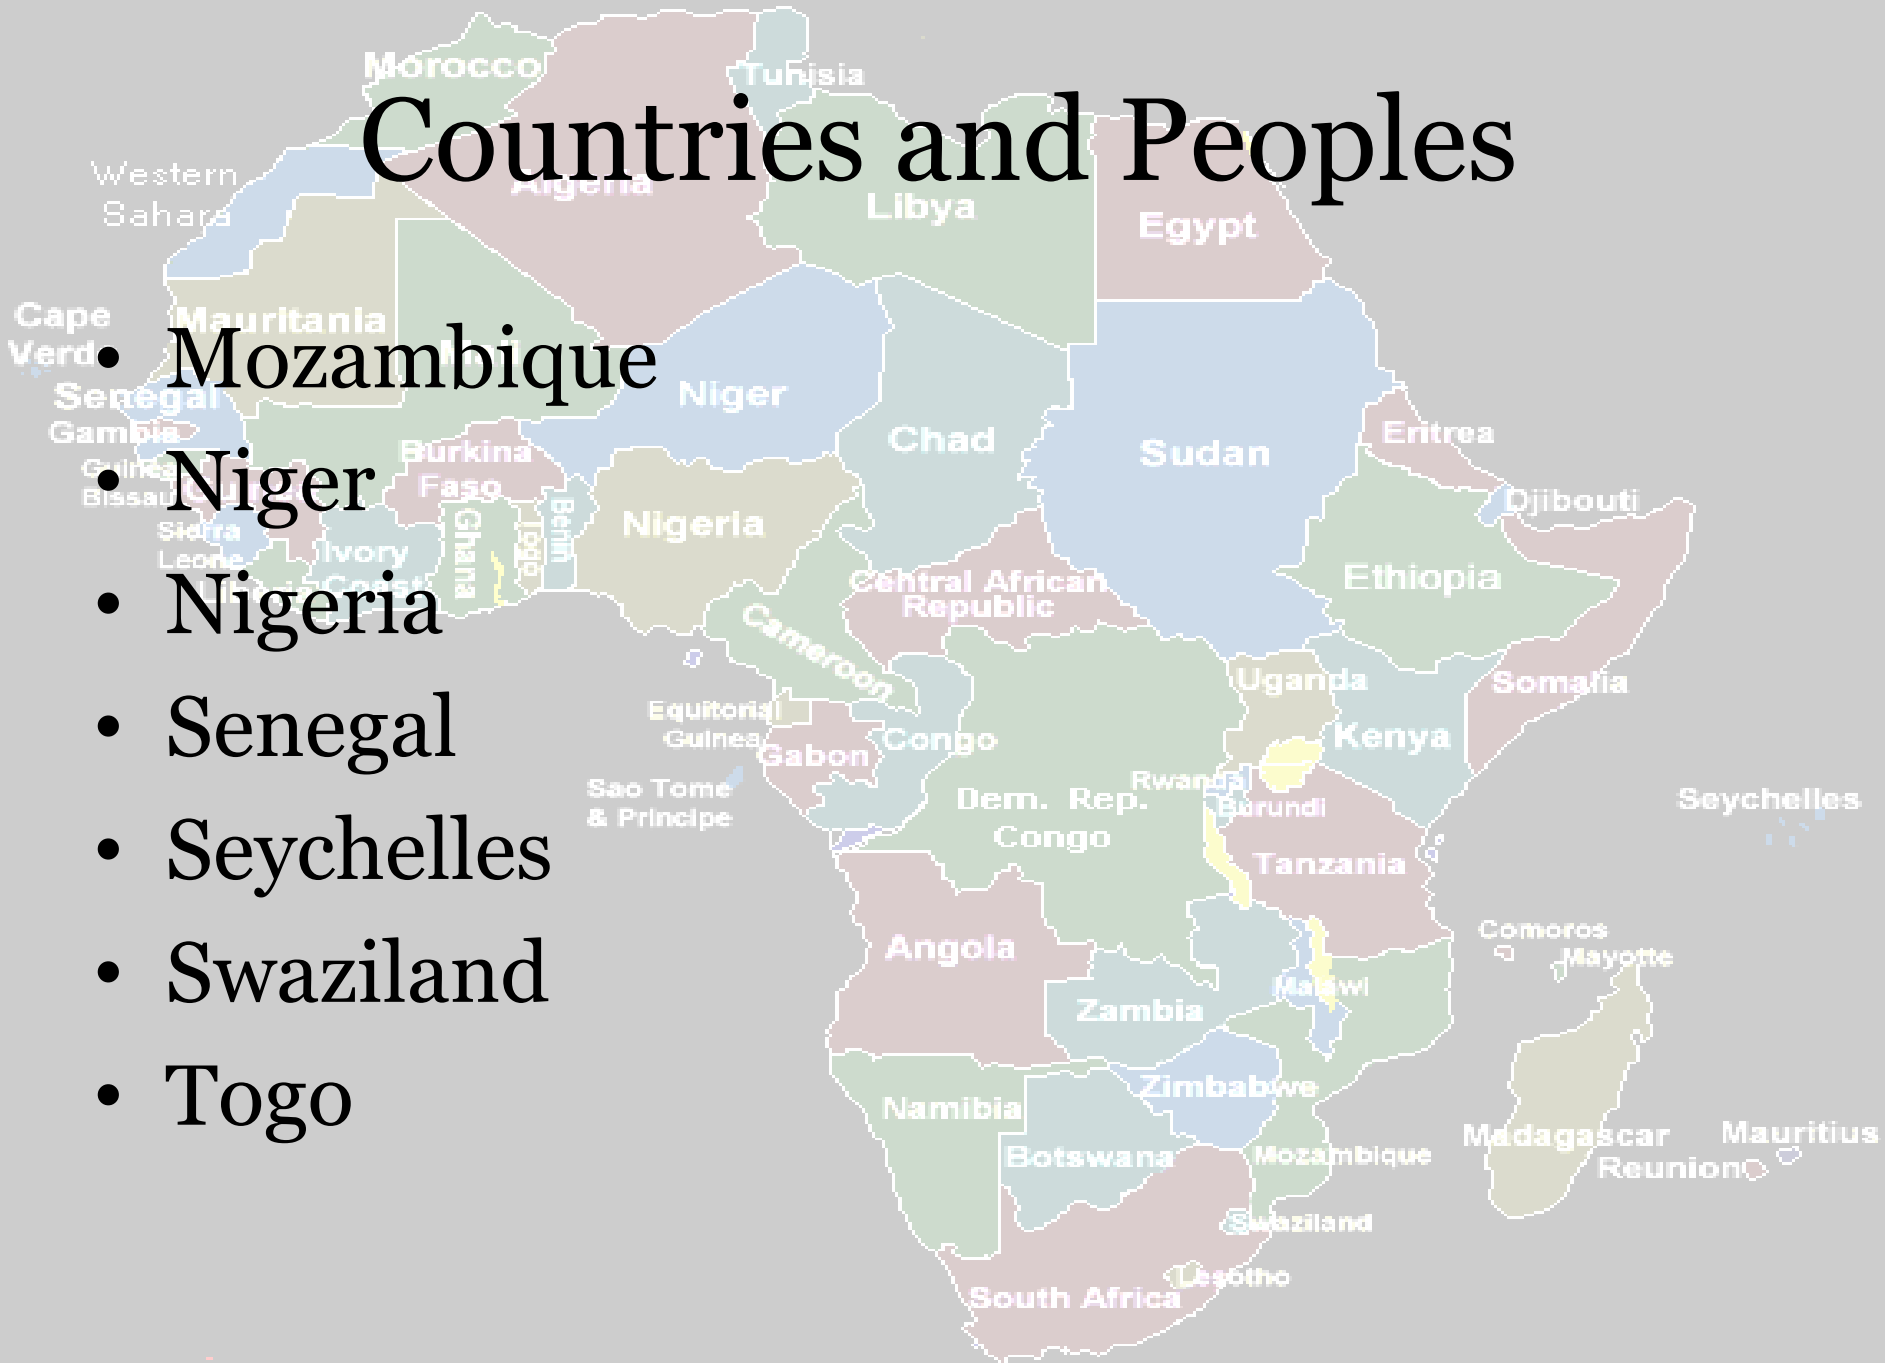 Morocco
Tunisia
Countries and Peoples
Western
Sahara
Algeria
Libya
Egypt
Cape
Verde
Mauritania
Mali
• Mozambique
Senegal
Niger
Chad
Sudan
Eritrea
Gambia
Burkina
Faso
Guinea
Bissau
Guinea
• Niger
Djibouti
Nigeria
Benin
Togo
Ghana
Sierra
Leone
Ivory
Coast
Liberia
Central African
Republic
Ethiopia
• Nigeria
Cameroon
Uganda
Somalia
Equitorial
Guinea
• Senegal
Gabon
Congo
Kenya
Rwanda
Sao Tome
& Principe
Dem. Rep.
Congo
Burundi
Seychelles
• Seychelles
Tanzania
Angola
Comoros
Mayotte
• Swaziland
Malawi
Zambia
Zimbabwe
• Togo
Namibia
Madagascar
Mauritius
Botswana
Mozambique
Reunion
Swaziland
Lesotho
South Africa